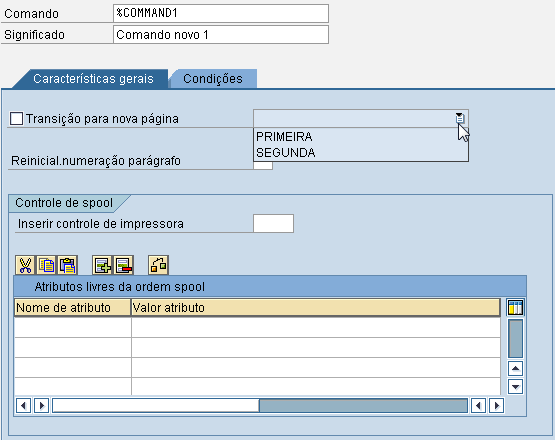 Comando %COMMAND1
Significado Comando novo 1
Características gerais Condições
Transição para nova página
PRIMEIRA
SEGUNDA
Reinicial.numeração parágrafo
Controle de spool
Inserir controle de impressora
Atributos livres da ordem spool
Nome de atributo Valor atributo